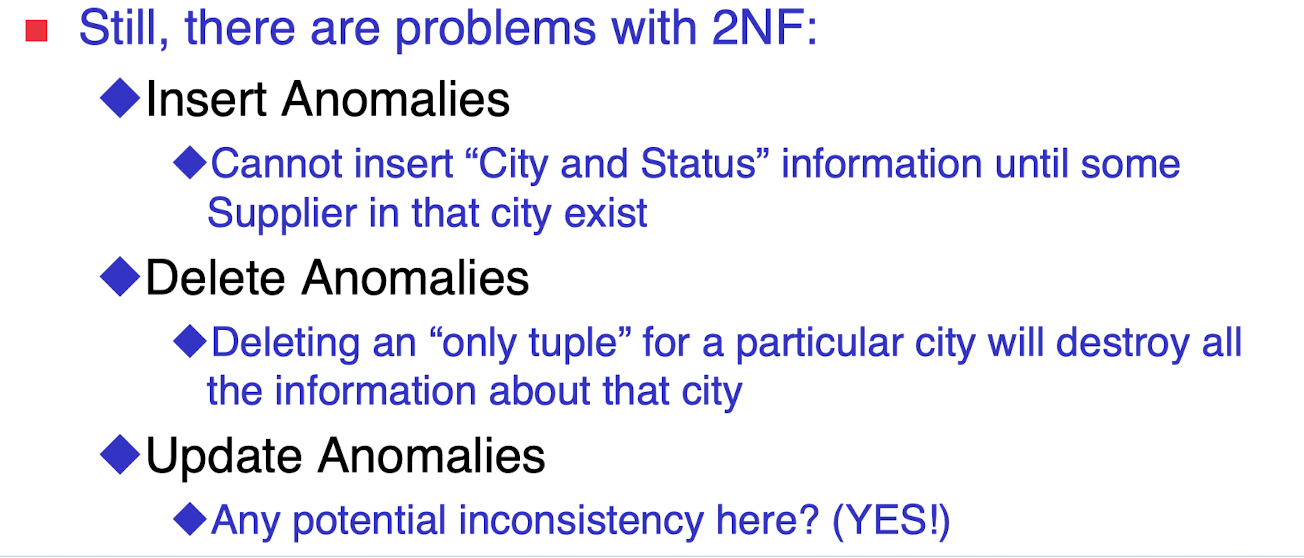 Still, there are problems with 2NF:
Insert Anomalies
Cannot insert “City and Status” information until some
Supplier in that city exist
Delete Anomalies
Deleting an “only tuple” for a particular city will destroy all
the information about that city
Update Anomalies
Any potential inconsistency here? (YES!)